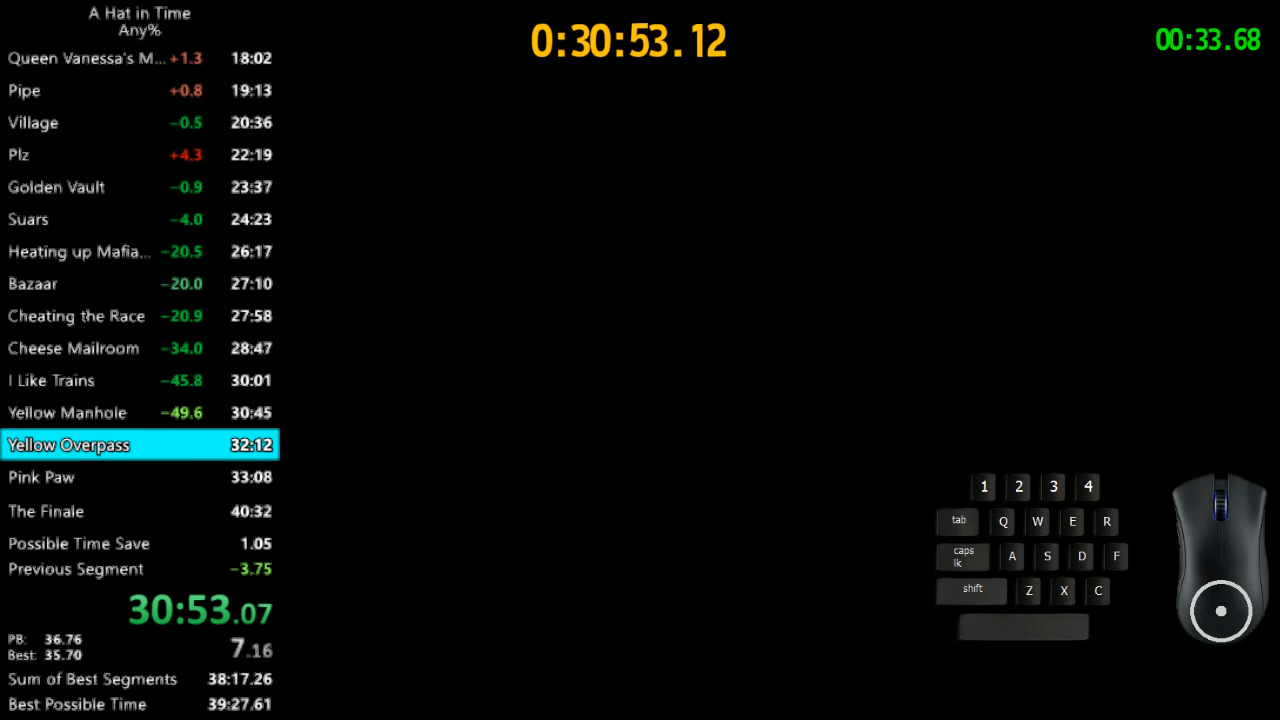 A Hat in Time
Any%
Queen Vanessa's M... +1.3 18:02
Pipe +0.8 19:13
Village −0.5 20:36
Plz +4.3 22:19
Golden Vault −0.9 23:37
Suars −4.0 24:23
Heating up Mafia... −20.5 26:17
Bazaar −20.0 27:10
Cheating the Race −20.9 27:58
Cheese Mailroom −34.0 28:47
I Like Trains −45.8 30:01
Yellow Manhole −49.6 30:45
Yellow Overpass 32:12
Pink Paw 33:08
The Finale 40:32
Possible Time Save 1.05
Previous Segment −3.75
30:53.07
PB: 36.76
Best: 35.70
7.16
Sum of Best Segments 38:17.26
Best Possible Time 39:27.61
0:30:53.12
00:33.68
1 2 3 4
tab Q W E R
caps
lk
A S D F
shift Z X C